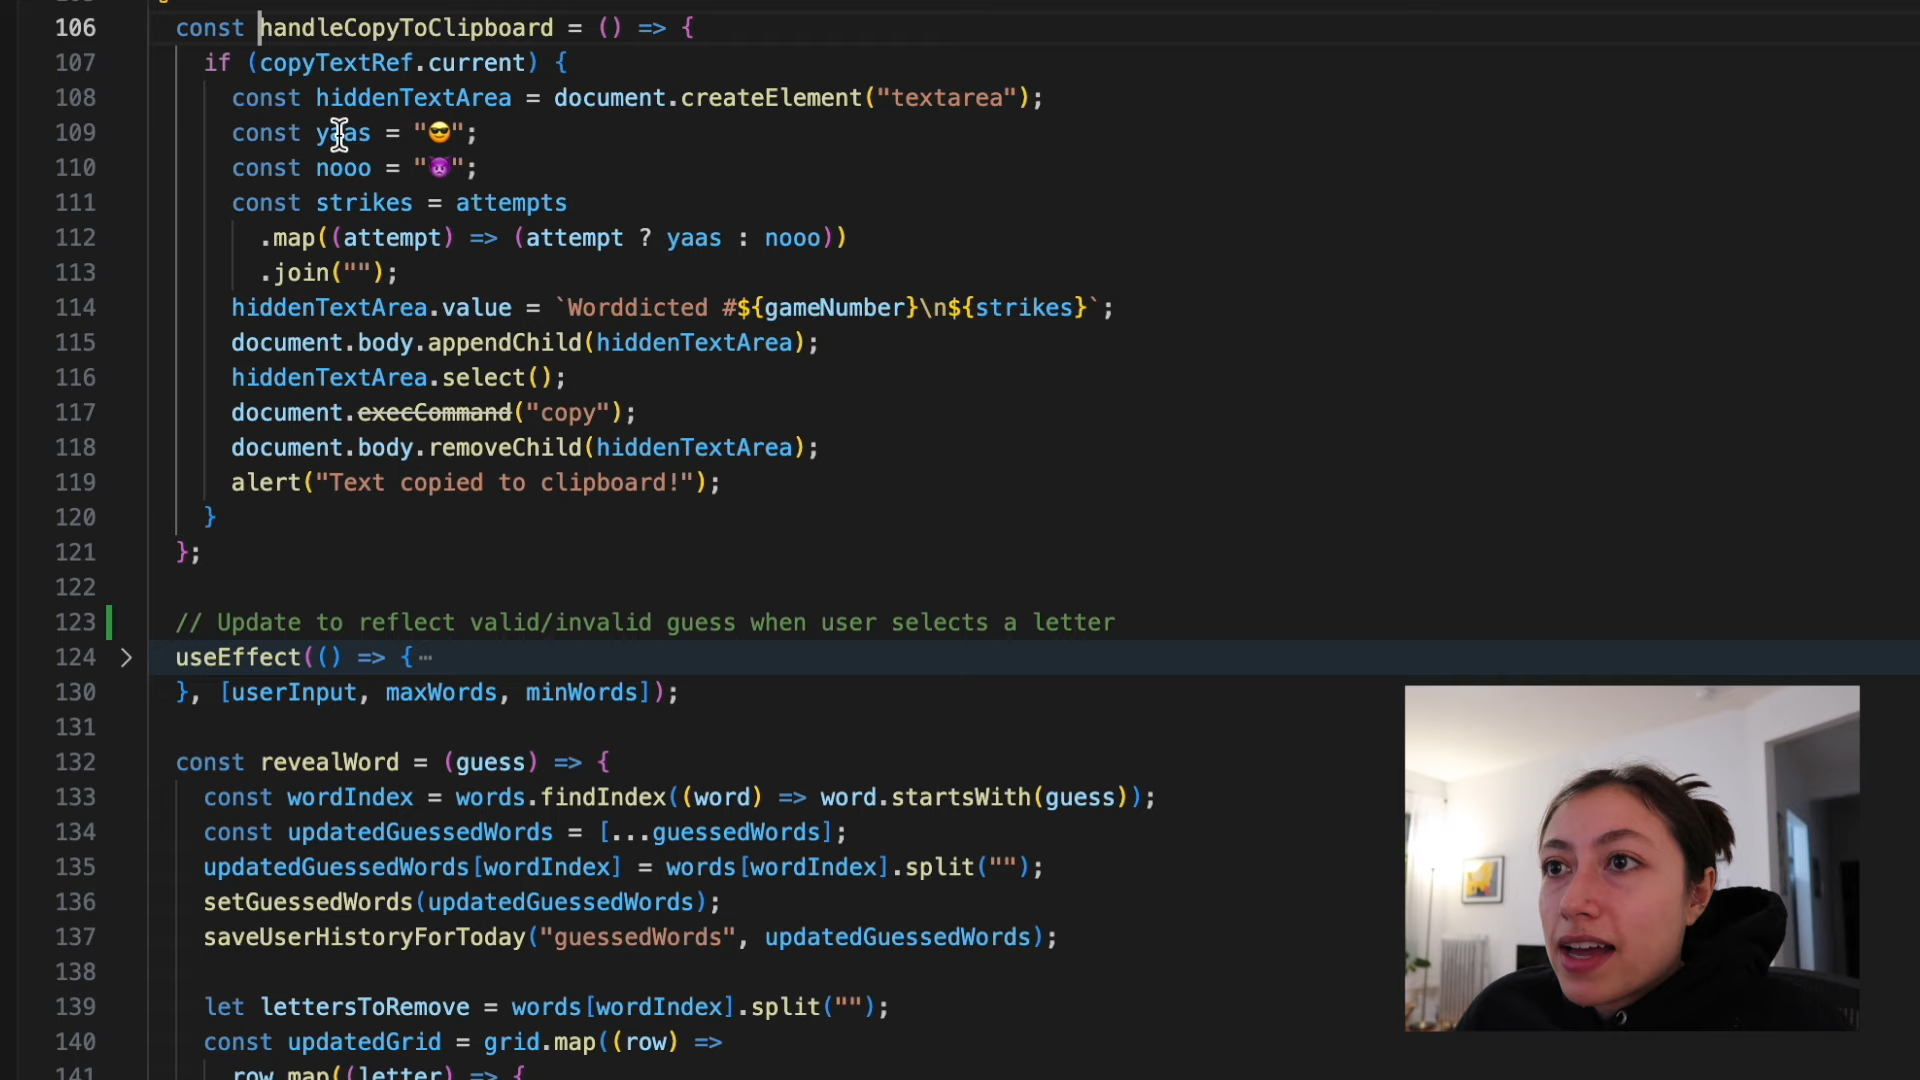 106 const handleCopyToClipboard = () => {
107 if (copyTextRef.current) {
108 const hiddenTextArea = document.createElement("textarea");
109 const yaas = "😎";
110 const nooo = "👿";
111 const strikes = attempts
112 .map((attempt) => (attempt ? yaas : nooo))
113 .join("");
114 hiddenTextArea.value = `Worddicted #${gameNumber}\n${strikes}`;
115 document.body.appendChild(hiddenTextArea);
116 hiddenTextArea.select();
117 document.execCommand("copy");
118 document.body.removeChild(hiddenTextArea);
119 alert("Text copied to clipboard!");
120 }
121 };
122
123 // Update to reflect valid/invalid guess when user selects a letter
124 useEffect(() => { ⋯
130 }, [userInput, maxWords, minWords]);
131
132 const revealWord = (guess) => {
133 const wordIndex = words.findIndex((word) => word.startsWith(guess));
134 const updatedGuessedWords = [...guessedWords];
135 updatedGuessedWords[wordIndex] = words[wordIndex].split("");
136 setGuessedWords(updatedGuessedWords);
137 saveUserHistoryForToday("guessedWords", updatedGuessedWords);
138
139 let lettersToRemove = words[wordIndex].split("");
140 const updatedGrid = grid.map((row) =>
141 row.map((letter) => {